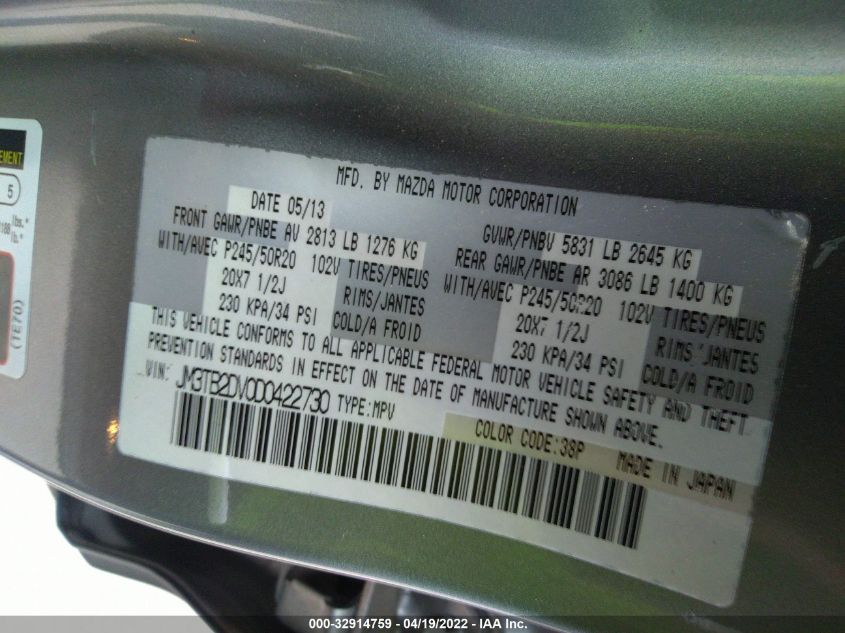 EMENT
5
lbs.*
lb.*
(TE70)
MFD. BY MAZDA MOTOR CORPORATION
DATE 05/13
GVWR/PNBV 5831 LB 2645 KG
FRONT GAWR/PNBE AV 2813 LB 1276 KG
REAR GAWR/PNBE AR 3086 LB 1400 KG
WITH/AVEC P245/50R20 102V TIRES/PNEUS
WITH/AVEC P245/50R20 102V TIRES/PNEUS
20X7 1/2J RIMS/JANTES
20X7 1/2J RIMS/JANTES
230 KPA/34 PSI COLD/A FROID
230 KPA/34 PSI COLD/A FROID
THIS VEHICLE CONFORMS TO ALL APPLICABLE FEDERAL MOTOR VEHICLE SAFETY AND THEFT
PREVENTION STANDARDS IN EFFECT ON THE DATE OF MANUFACTURE SHOWN ABOVE.
VIN: JM3TB2DV0D0422730 TYPE:MPV
COLOR CODE:38P MADE IN JAPAN
000-32914759 - 04/19/2022 - IAA Inc.